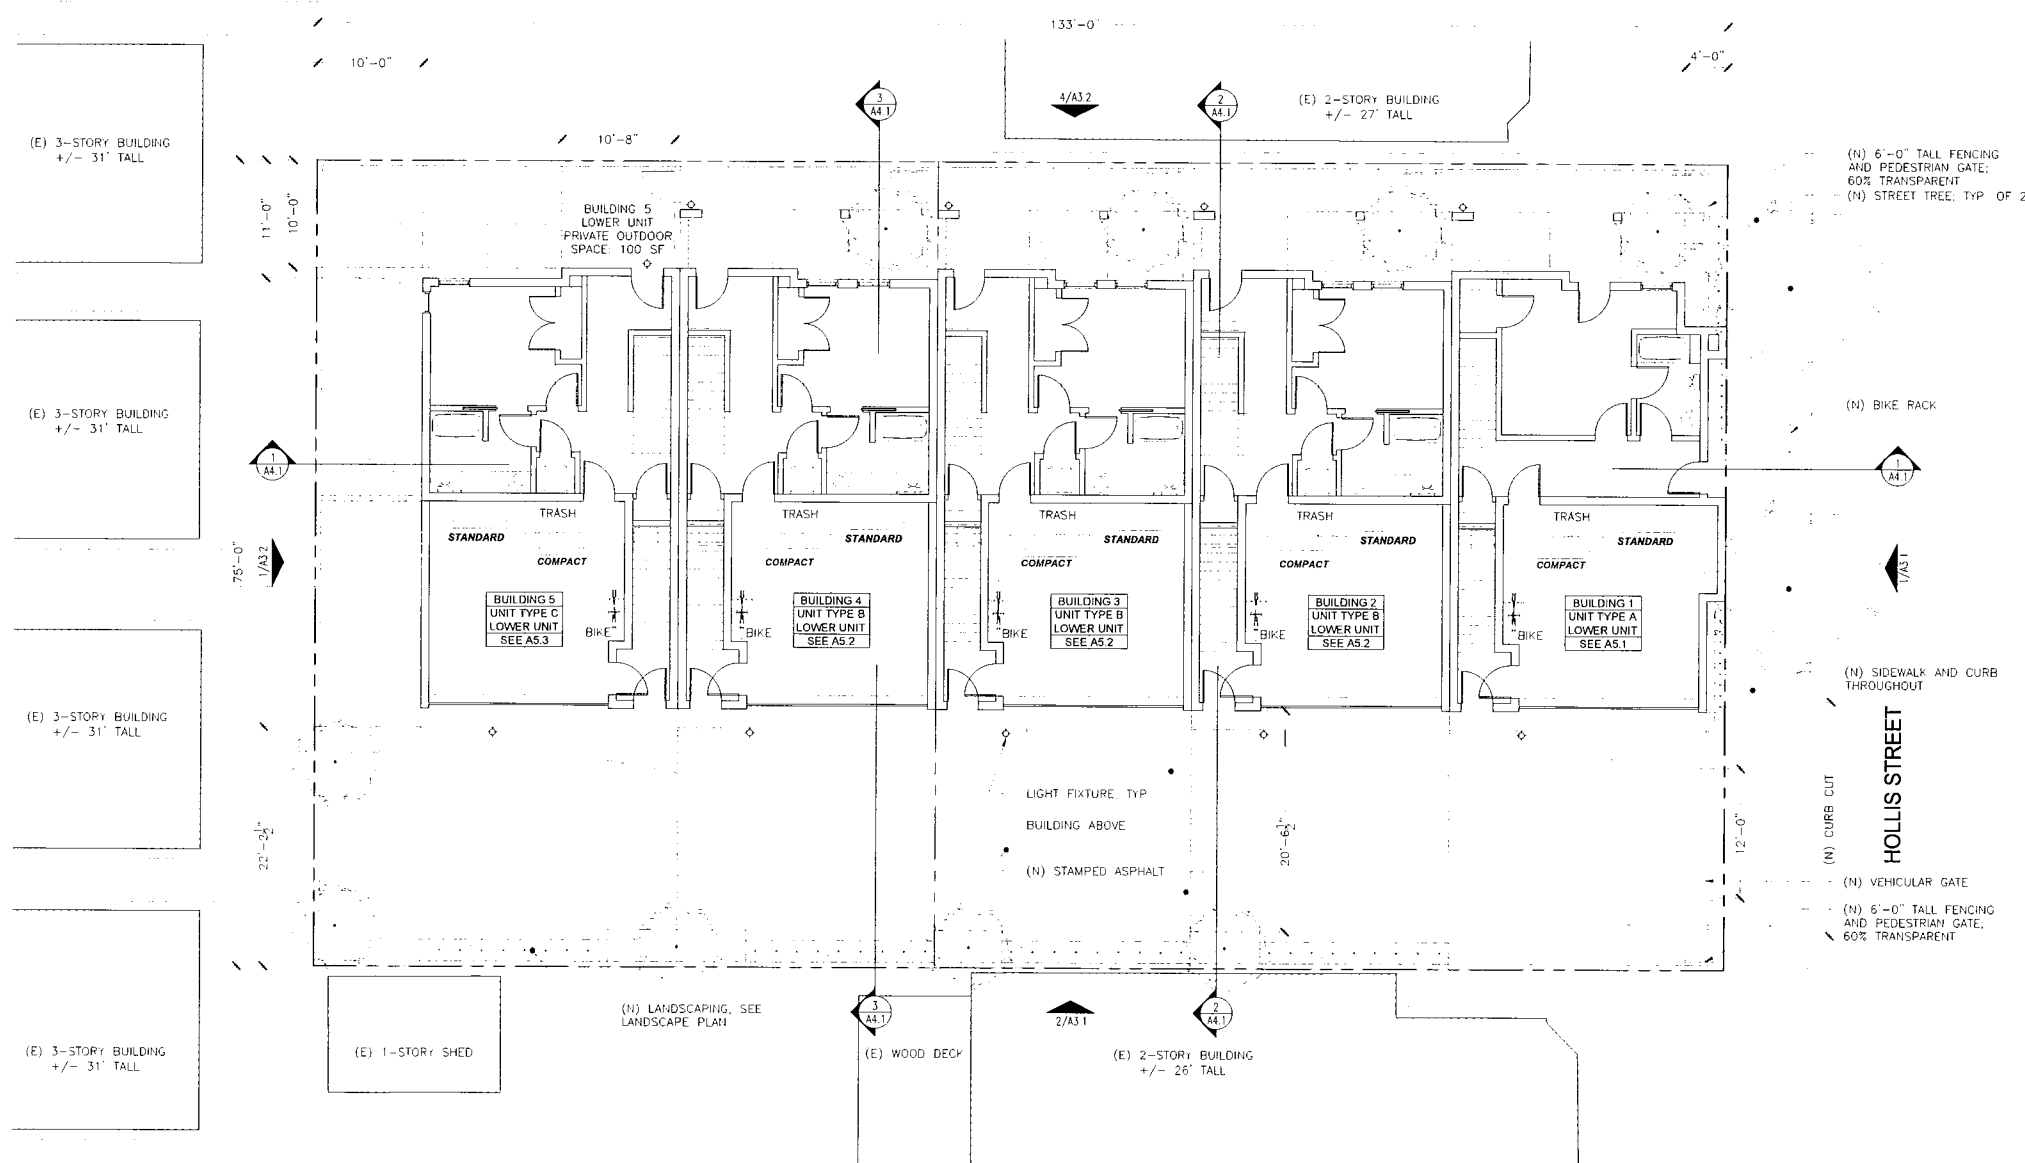 133'-0"
10'-0"
4'-0"
3
A4.1
4/A3.2
2
A4.1
(E) 2-STORY BUILDING
+/- 27' TALL
(E) 3-STORY BUILDING
+/- 31' TALL
10'-8"
(N) 6'-0" TALL FENCING
AND PEDESTRIAN GATE;
60% TRANSPARENT
(N) STREET TREE; TYP OF 2
11'-0"
10'-0"
BUILDING 5
LOWER UNIT
PRIVATE OUTDOOR
SPACE: 100 SF
(E) 3-STORY BUILDING
+/- 31' TALL
(N) BIKE RACK
1
A4.1
1
A4.1
TRASH
TRASH
TRASH
TRASH
TRASH
STANDARD
STANDARD
STANDARD
STANDARD
STANDARD
COMPACT
COMPACT
COMPACT
COMPACT
COMPACT
75'-0"
1/A3.2
1/A3.1
BUILDING 5
UNIT TYPE C
LOWER UNIT
SEE A5.3
BIKE
BUILDING 4
UNIT TYPE B
LOWER UNIT
SEE A5.2
BIKE
BUILDING 3
UNIT TYPE B
LOWER UNIT
SEE A5.2
BIKE
BUILDING 2
UNIT TYPE B
LOWER UNIT
SEE A5.2
BIKE
BUILDING 1
UNIT TYPE A
LOWER UNIT
SEE A5.1
BIKE
(N) SIDEWALK AND CURB
THROUGHOUT
(E) 3-STORY BUILDING
+/- 31' TALL
LIGHT FIXTURE, TYP
BUILDING ABOVE
(N) STAMPED ASPHALT
22'-2½"
20'-6½"
12'-0"
(N) CURB CUT
HOLLIS STREET
(N) VEHICULAR GATE
(N) 6'-0" TALL FENCING
AND PEDESTRIAN GATE;
60% TRANSPARENT
(N) LANDSCAPING, SEE
LANDSCAPE PLAN
3
A4.1
2/A3.1
2
A4.1
(E) 3-STORY BUILDING
+/- 31' TALL
(E) 1-STORY SHED
(E) WOOD DECK
(E) 2-STORY BUILDING
+/- 26' TALL